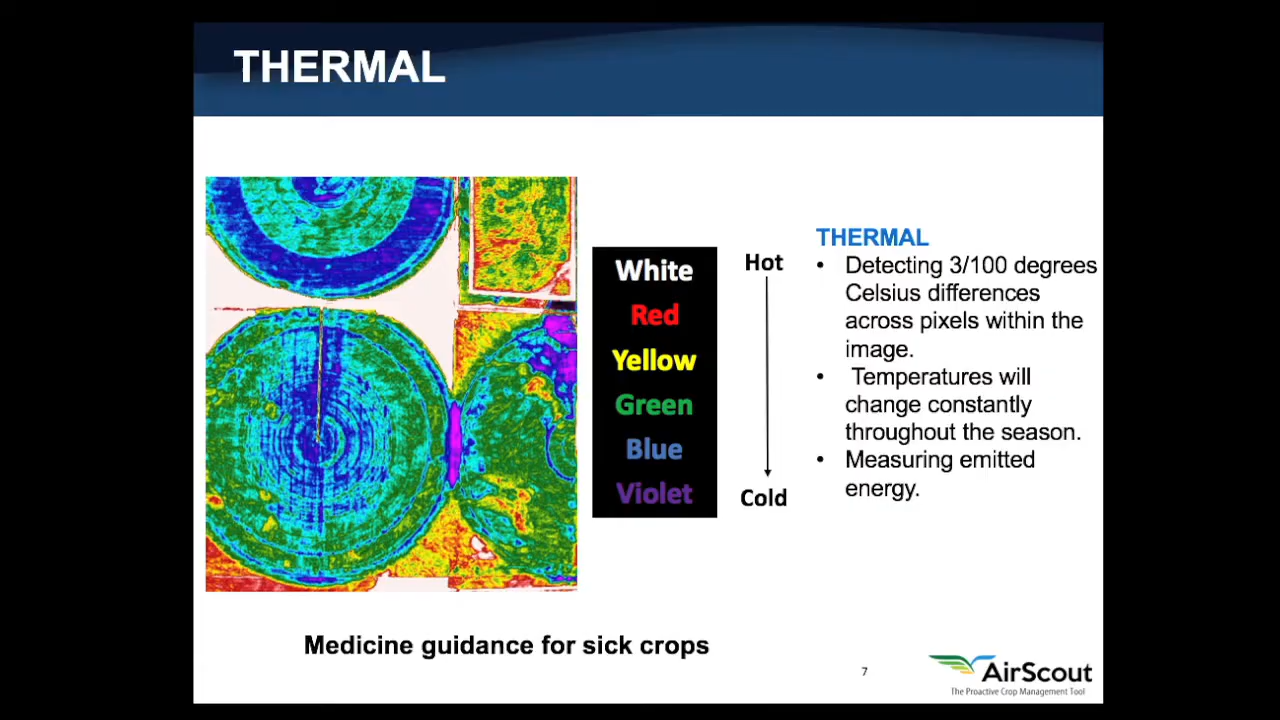 THERMAL
White
Red
Yellow
Green
Blue
Violet
Hot
Cold
THERMAL
• Detecting 3/100 degrees
Celsius differences
across pixels within the
image.
• Temperatures will
change constantly
throughout the season.
• Measuring emitted
energy.
Medicine guidance for sick crops
7
AirScout
The Proactive Crop Management Tool